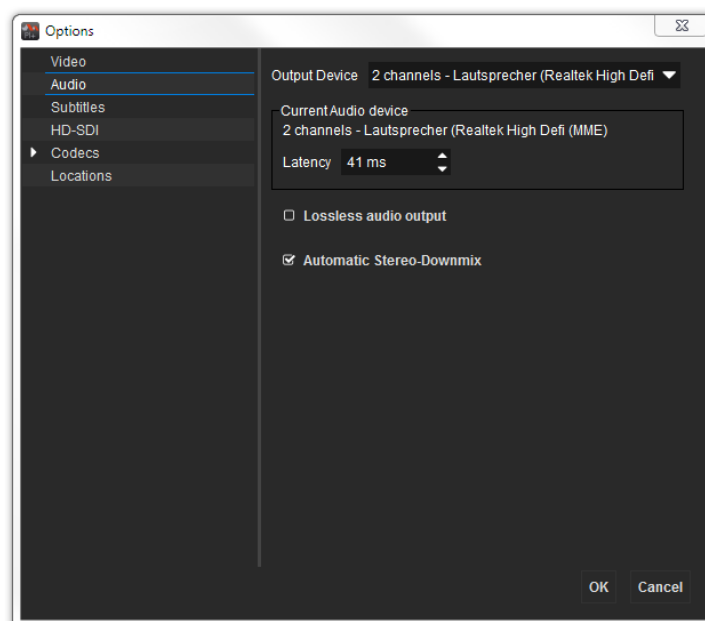 Options
Video
Audio
Subtitles
HD-SDI
Codecs
Locations
Output Device 2 channels - Lautsprecher (Realtek High Defi
Current Audio device
2 channels - Lautsprecher (Realtek High Defi (MME)
Latency 41 ms
Lossless audio output
Automatic Stereo-Downmix
OK Cancel